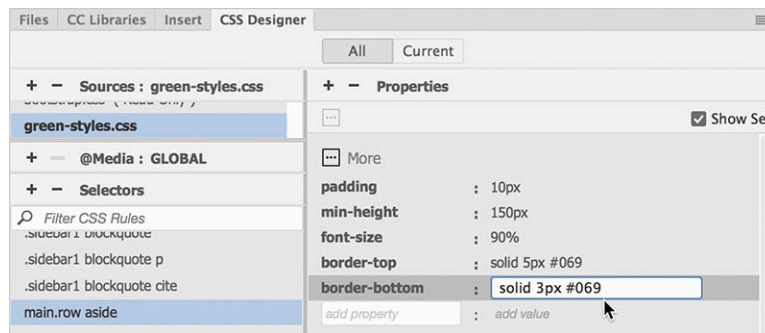 Files CC Libraries Insert CSS Designer
All Current
+ − Sources : green-styles.css
green-styles.css
+ − @Media : GLOBAL
+ − Selectors
Filter CSS Rules
.sidebar1 blockquote
.sidebar1 blockquote p
.sidebar1 blockquote cite
main.row aside
+ − Properties
Show Se
More
padding : 10px
min-height : 150px
font-size : 90%
border-top : solid 5px #069
border-bottom : solid 3px #069
add property : add value